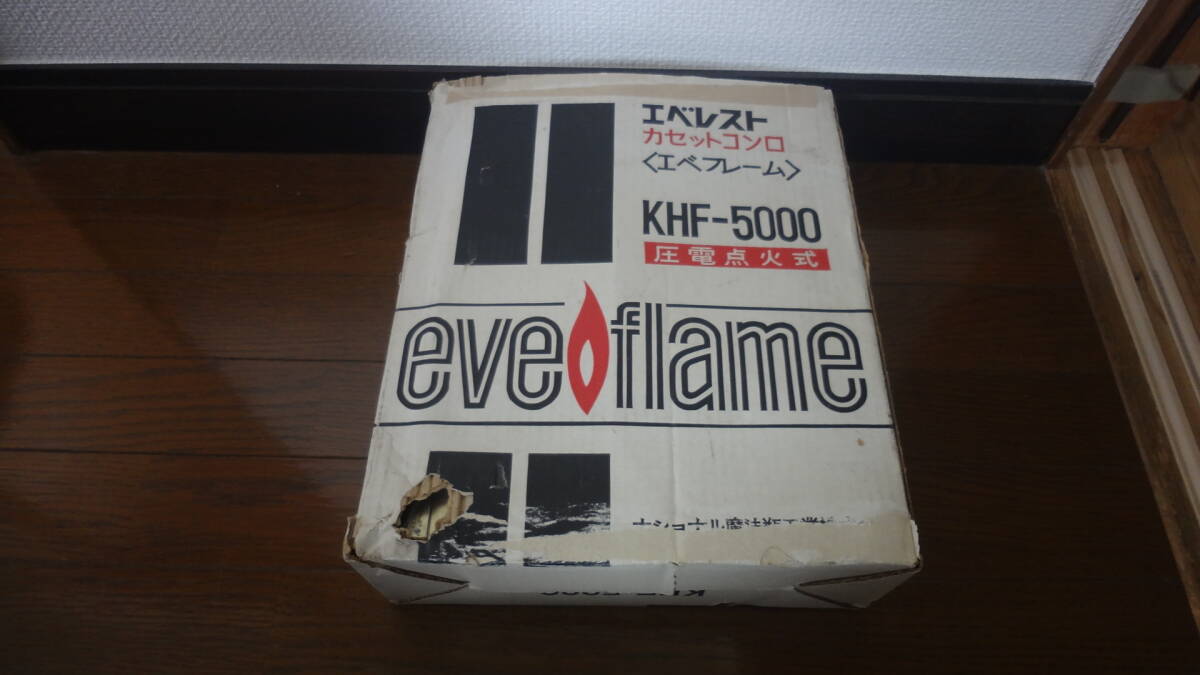 エベレスト
カセットコンロ
〈エベフレーム〉
KHF-5000
圧電点火式
eveflame